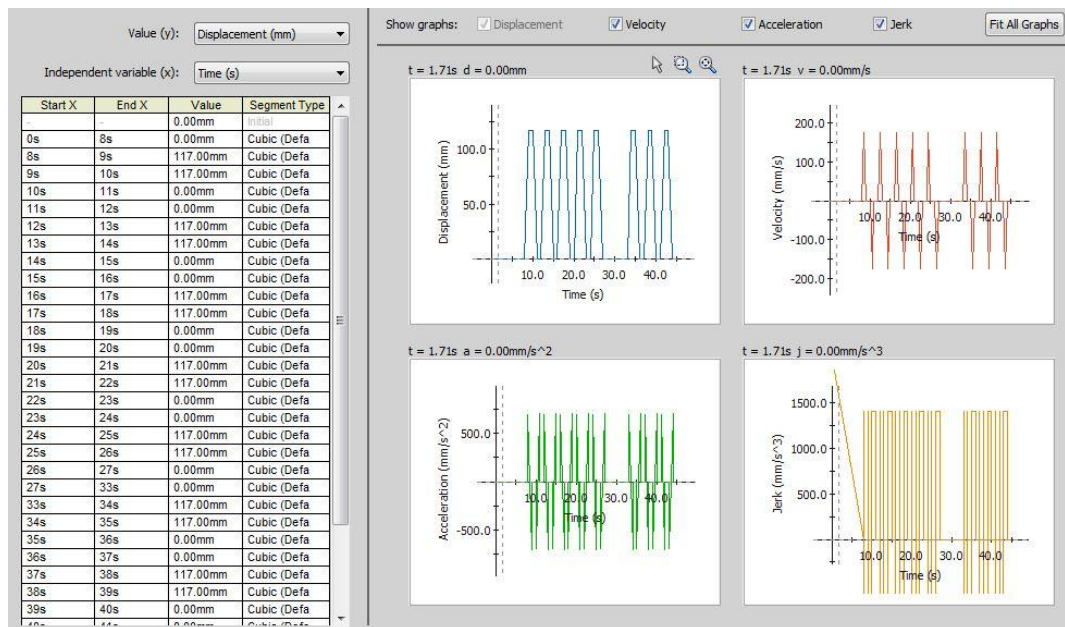 Value (y): Displacement (mm)
Independent variable (x): Time (s)
Start X End X Value Segment Type
- - 0.00mm Initial
0s 8s 0.00mm Cubic (Defa
8s 9s 117.00mm Cubic (Defa
9s 10s 117.00mm Cubic (Defa
10s 11s 0.00mm Cubic (Defa
11s 12s 0.00mm Cubic (Defa
12s 13s 117.00mm Cubic (Defa
13s 14s 117.00mm Cubic (Defa
14s 15s 0.00mm Cubic (Defa
15s 16s 0.00mm Cubic (Defa
16s 17s 117.00mm Cubic (Defa
17s 18s 117.00mm Cubic (Defa
18s 19s 0.00mm Cubic (Defa
19s 20s 0.00mm Cubic (Defa
20s 21s 117.00mm Cubic (Defa
21s 22s 117.00mm Cubic (Defa
22s 23s 0.00mm Cubic (Defa
23s 24s 0.00mm Cubic (Defa
24s 25s 117.00mm Cubic (Defa
25s 26s 117.00mm Cubic (Defa
26s 27s 0.00mm Cubic (Defa
27s 33s 0.00mm Cubic (Defa
33s 34s 117.00mm Cubic (Defa
34s 35s 117.00mm Cubic (Defa
35s 36s 0.00mm Cubic (Defa
36s 37s 0.00mm Cubic (Defa
37s 38s 117.00mm Cubic (Defa
38s 39s 117.00mm Cubic (Defa
39s 40s 0.00mm Cubic (Defa
Show graphs: Displacement Velocity Acceleration Jerk Fit All Graphs
t = 1.71s d = 0.00mm
Displacement (mm)
100.0
50.0
10.0 20.0 30.0 40.0
Time (s)
t = 1.71s v = 0.00mm/s
Velocity (mm/s)
200.0
100.0
10.0 20.0 30.0 40.0
Time (s)
-100.0
-200.0
t = 1.71s a = 0.00mm/s^2
Acceleration (mm/s^2)
500.0
10.0 20.0 30.0 40.0
Time (s)
-500.0
t = 1.71s j = 0.00mm/s^3
Jerk (mm/s^3)
1500.0
1000.0
500.0
10.0 20.0 30.0 40.0
Time (s)